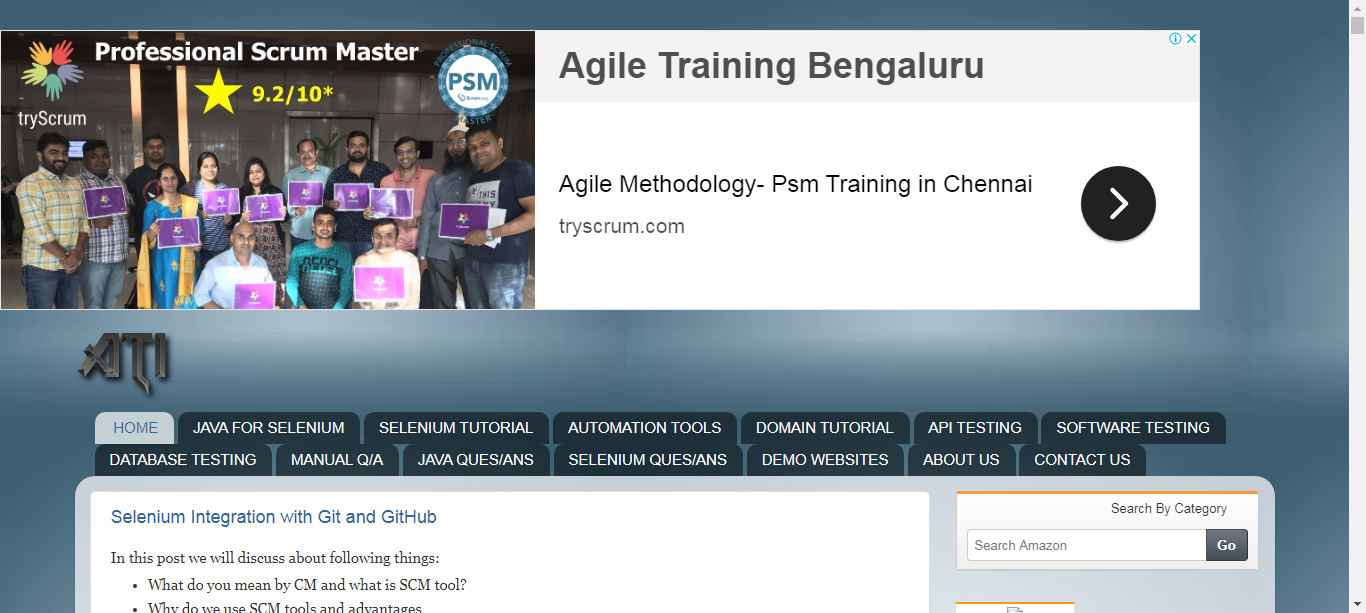 Professional Scrum Master
9.2/10*
tryScrum
PROFESSIONAL SCRUM
PSM
Scrum.org
MASTER
Agile Training Bengaluru
Agile Methodology- Psm Training in Chennai
tryscrum.com
ATI
HOME
JAVA FOR SELENIUM
SELENIUM TUTORIAL
AUTOMATION TOOLS
DOMAIN TUTORIAL
API TESTING
SOFTWARE TESTING
DATABASE TESTING
MANUAL Q/A
JAVA QUES/ANS
SELENIUM QUES/ANS
DEMO WEBSITES
ABOUT US
CONTACT US
Selenium Integration with Git and GitHub
In this post we will discuss about following things:
• What do you mean by CM and what is SCM tool?
• Why do we use SCM tools and advantages
Search By Category
Search Amazon
Go